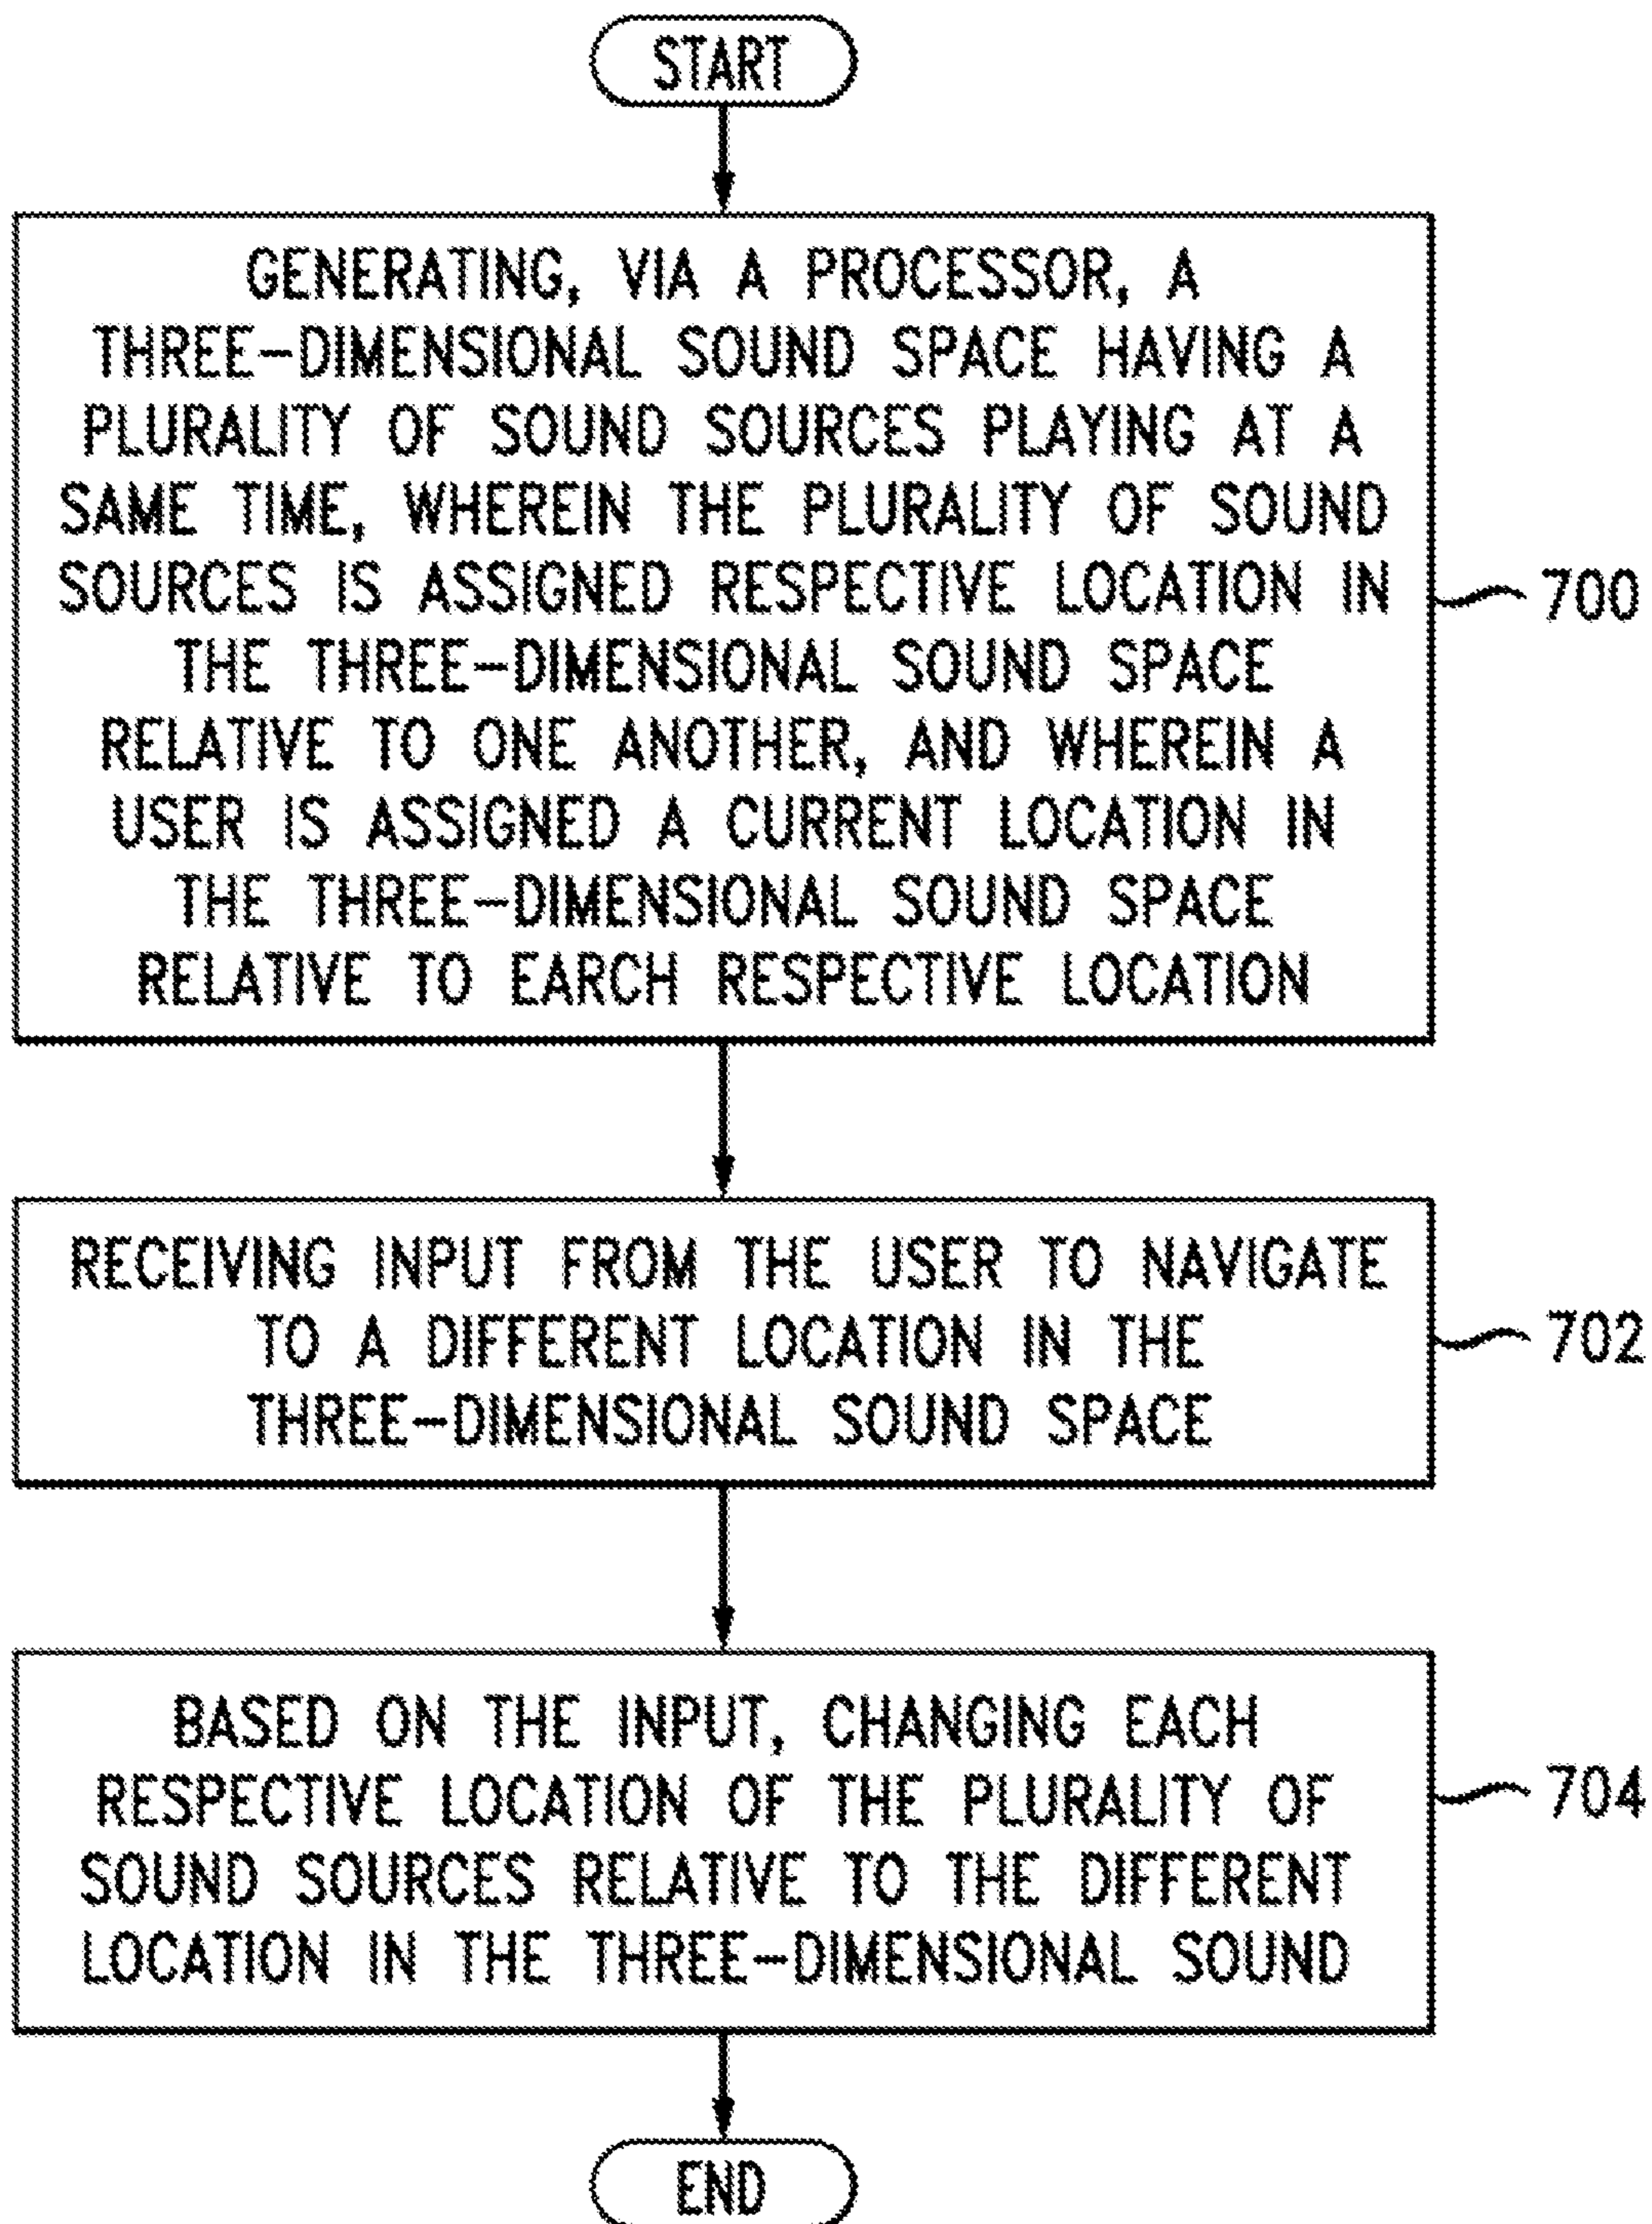 START
GENERATING, VIA A PROCESSOR, A
THREE-DIMENSIONAL SOUND SPACE HAVING A
PLURALITY OF SOUND SOURCES PLAYING AT A
SAME TIME, WHEREIN THE PLURALITY OF SOUND
SOURCES IS ASSIGNED RESPECTIVE LOCATION IN
THE THREE-DIMENSIONAL SOUND SPACE
RELATIVE TO ONE ANOTHER, AND WHEREIN A
USER IS ASSIGNED A CURRENT LOCATION IN
THE THREE-DIMENSIONAL SOUND SPACE
RELATIVE TO EARCH RESPECTIVE LOCATION
700
RECEIVING INPUT FROM THE USER TO NAVIGATE
TO A DIFFERENT LOCATION IN THE
THREE-DIMENSIONAL SOUND SPACE
702
BASED ON THE INPUT, CHANGING EACH
RESPECTIVE LOCATION OF THE PLURALITY OF
SOUND SOURCES RELATIVE TO THE DIFFERENT
LOCATION IN THE THREE-DIMENSIONAL SOUND
704
END